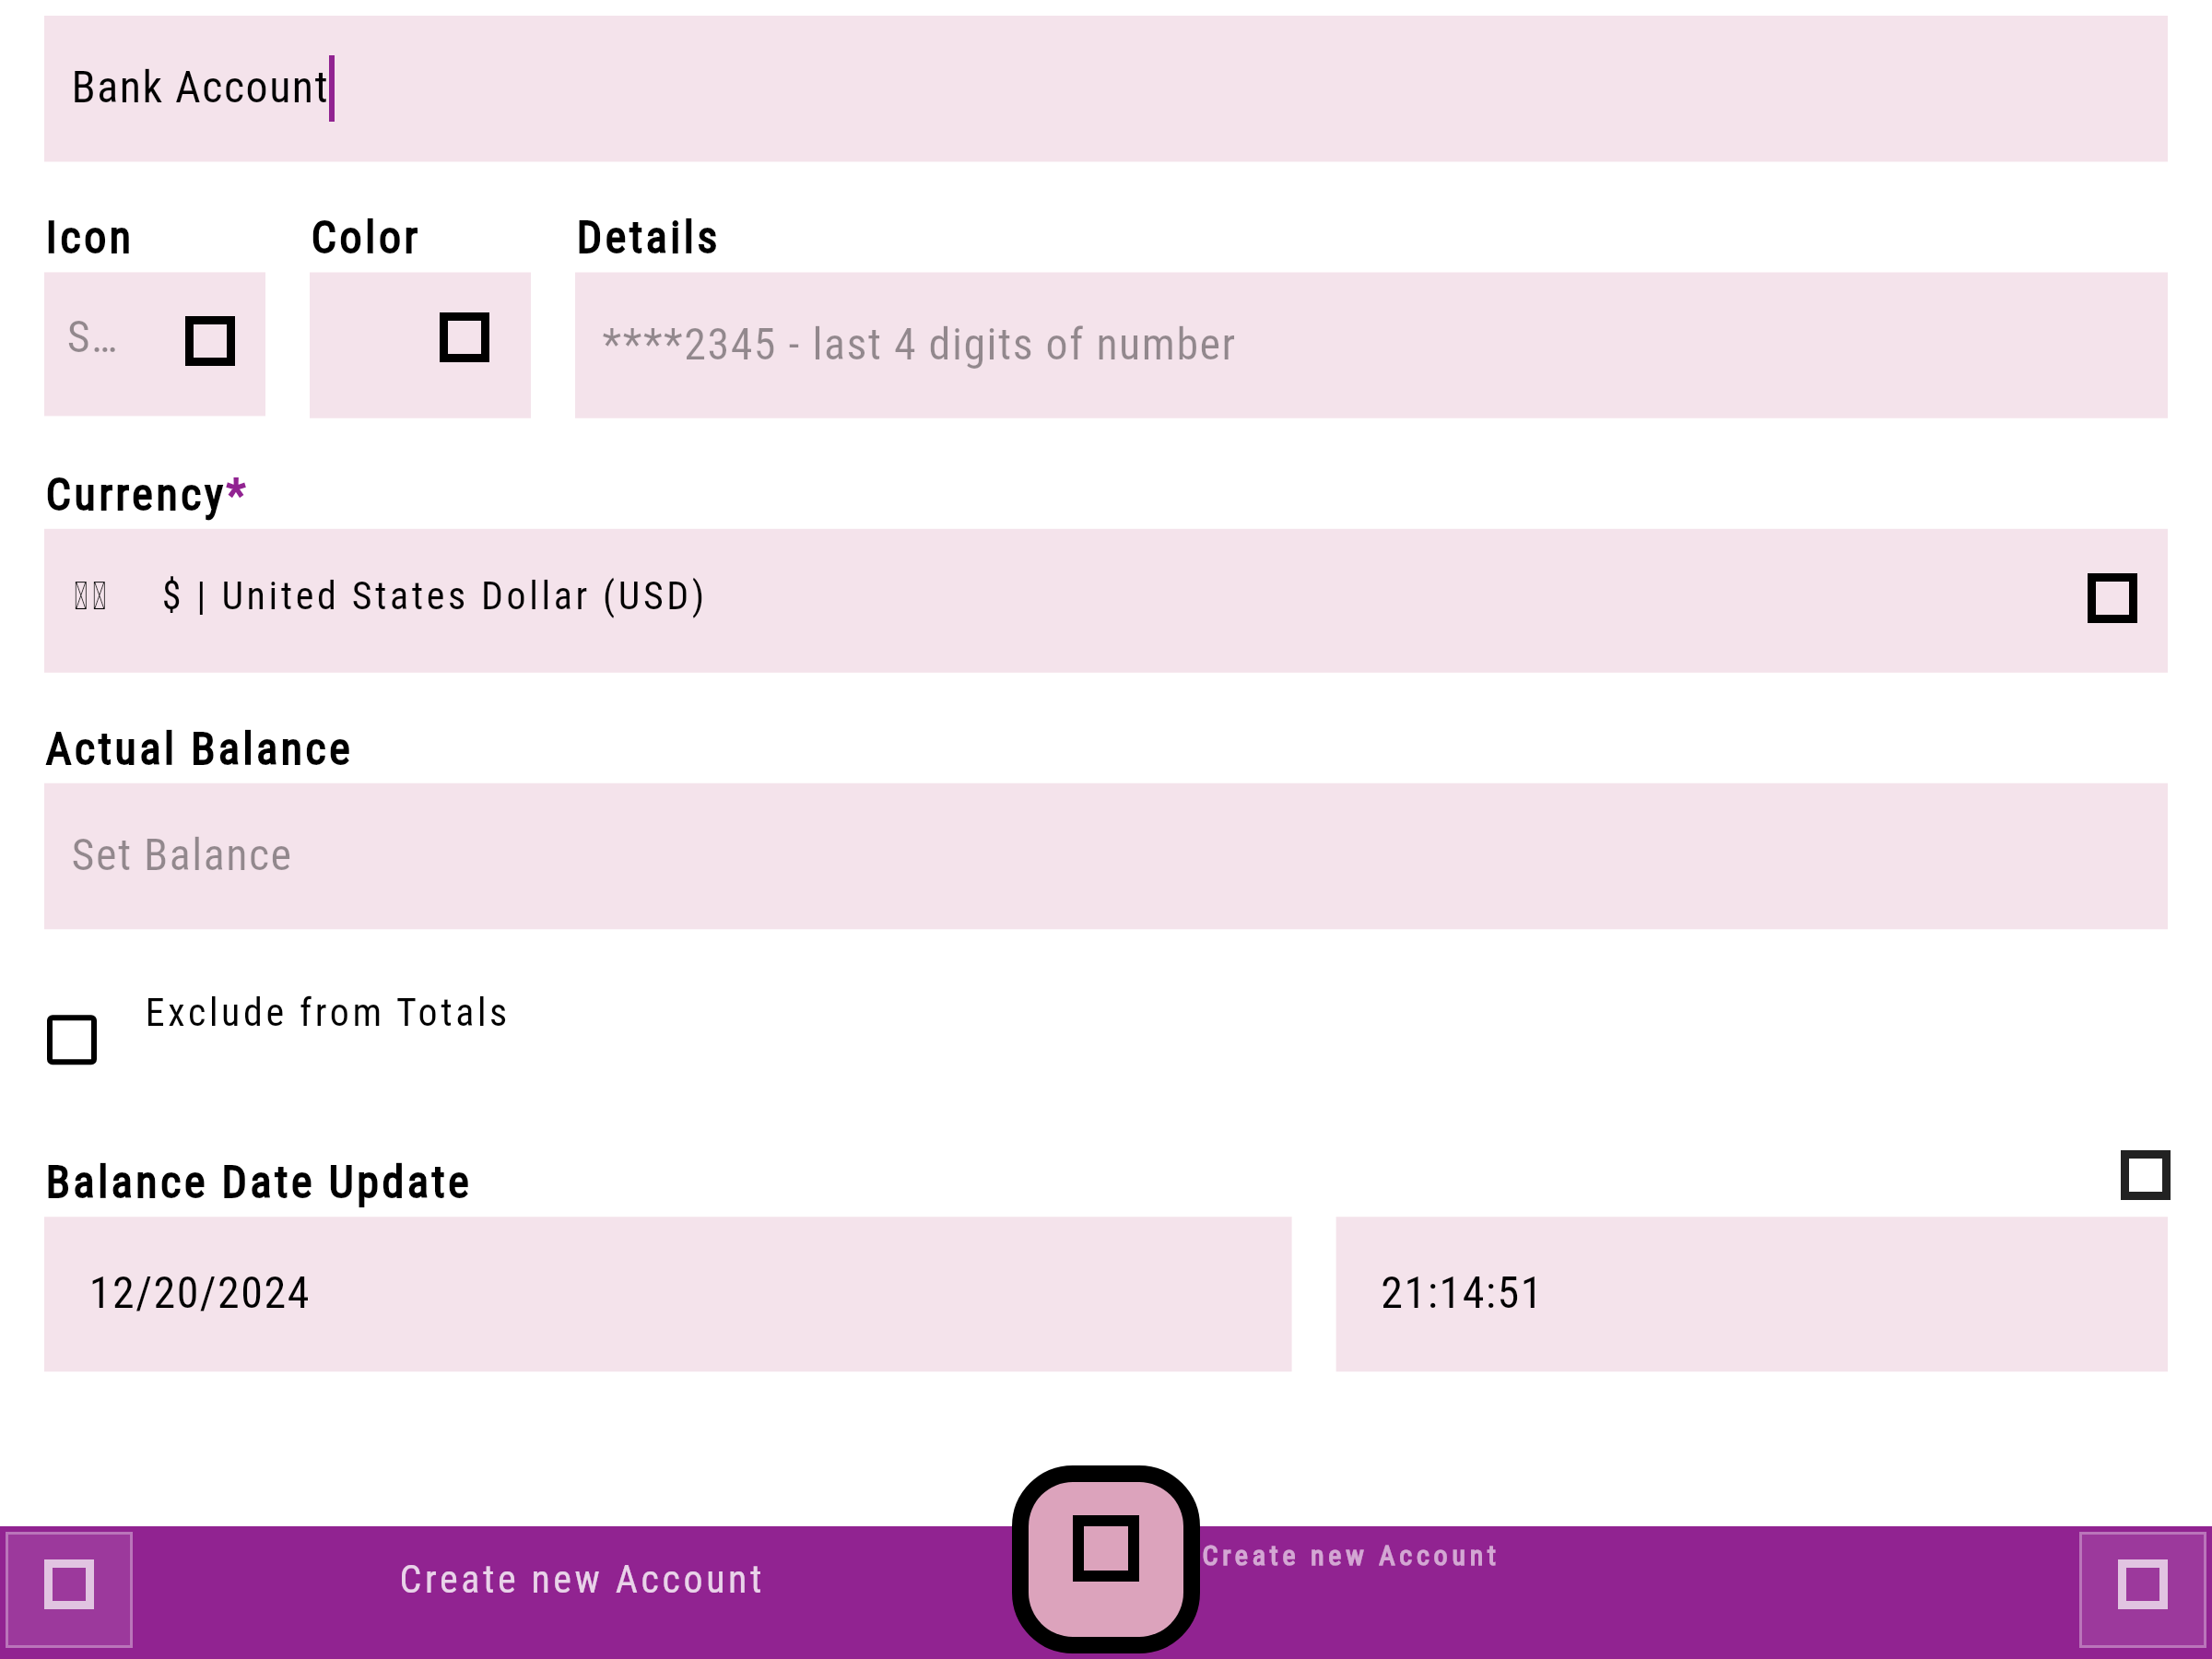 Bank Account
Icon Color Details
S… ****2345 - last 4 digits of number
Currency*
$ | United States Dollar (USD)
Actual Balance
Set Balance
Exclude from Totals
Balance Date Update
12/20/2024 21:14:51
Create new Account Create new Account